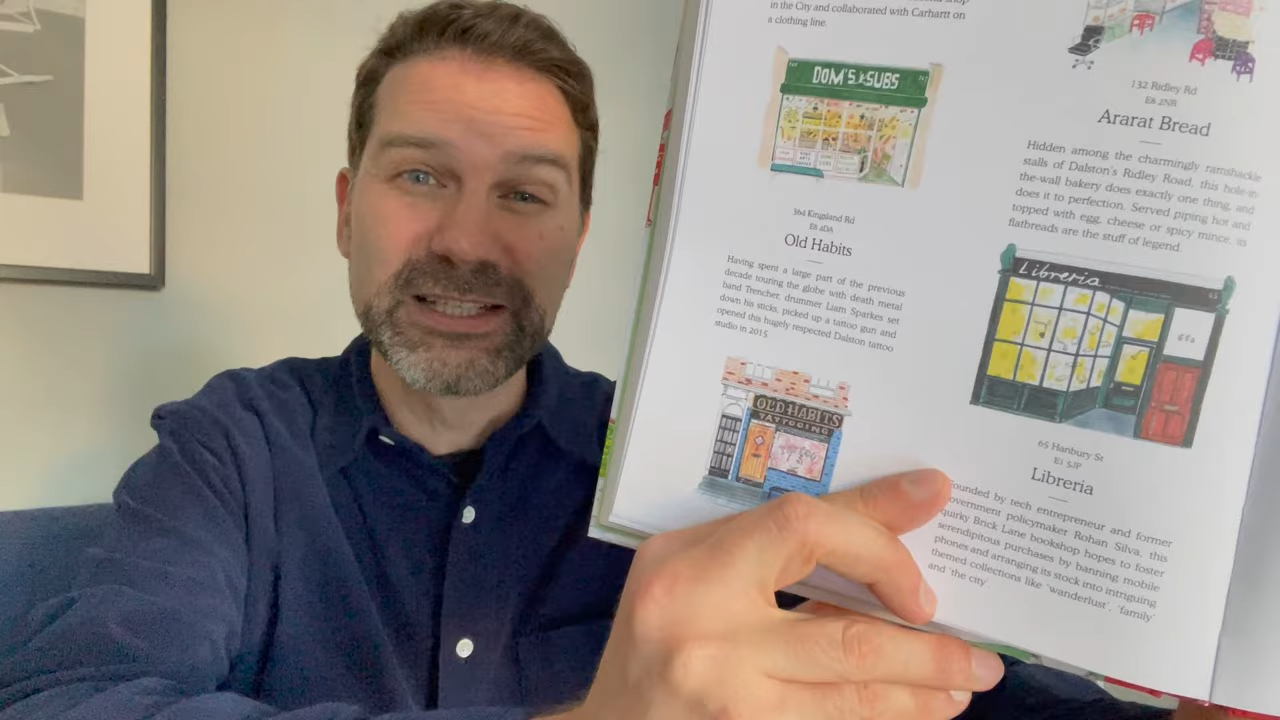 in the City and collaborated with Carhartt on
a clothing line.
DOM'S SUBS
364 Kingsland Rd
E8 4DA
Old Habits
Having spent a large part of the previous
decade touring the globe with death metal
band Trencher, drummer Liam Sparkes set
down his sticks, picked up a tattoo gun and
opened this hugely respected Dalston tattoo
studio in 2015.
OLD HABITS
TATTOOING
132 Ridley Rd
E8 2NR
Ararat Bread
Hidden among the charmingly ramshackle
stalls of Dalston's Ridley Road, this hole-in-
the-wall bakery does exactly one thing, and
does it to perfection. Served piping hot and
topped with egg, cheese or spicy mince, its
flatbreads are the stuff of legend.
Libreria
65
65a
65 Hanbury St
E1 5JP
Libreria
Founded by tech entrepreneur and former
government policymaker Rohan Silva, this
quirky Brick Lane bookshop hopes to foster
serendipitous purchases by banning mobile
phones and arranging its stock into intriguing
themed collections like 'wanderlust', 'family'
and 'the city'.